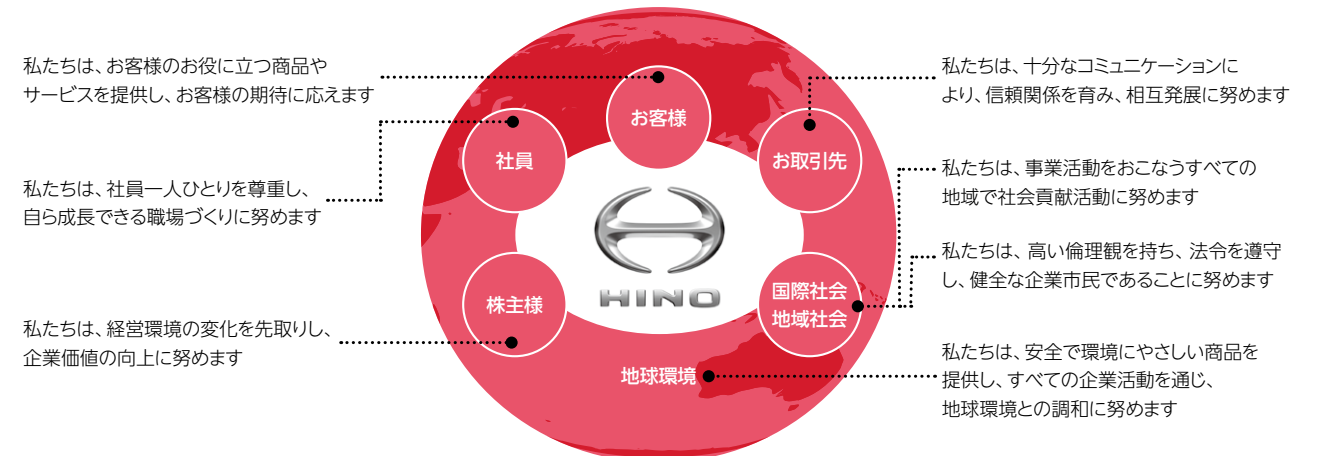 私たちは、お客様のお役に立つ商品や
サービスを提供し、お客様の期待に応えます
私たちは、社員一人ひとりを尊重し、
自ら成長できる職場づくりに努めます
私たちは、経営環境の変化を先取りし、
企業価値の向上に努めます
お客様
社員
お取引先
HINO
株主様
国際社会
地域社会
地球環境
私たちは、十分なコミュニケーションに
より、信頼関係を育み、相互発展に努めます
私たちは、事業活動をおこなうすべての
地域で社会貢献活動に努めます
私たちは、高い倫理観を持ち、法令を遵守
し、健全な企業市民であることに努めます
私たちは、安全で環境にやさしい商品を
提供し、すべての企業活動を通じ、
地球環境との調和に努めます